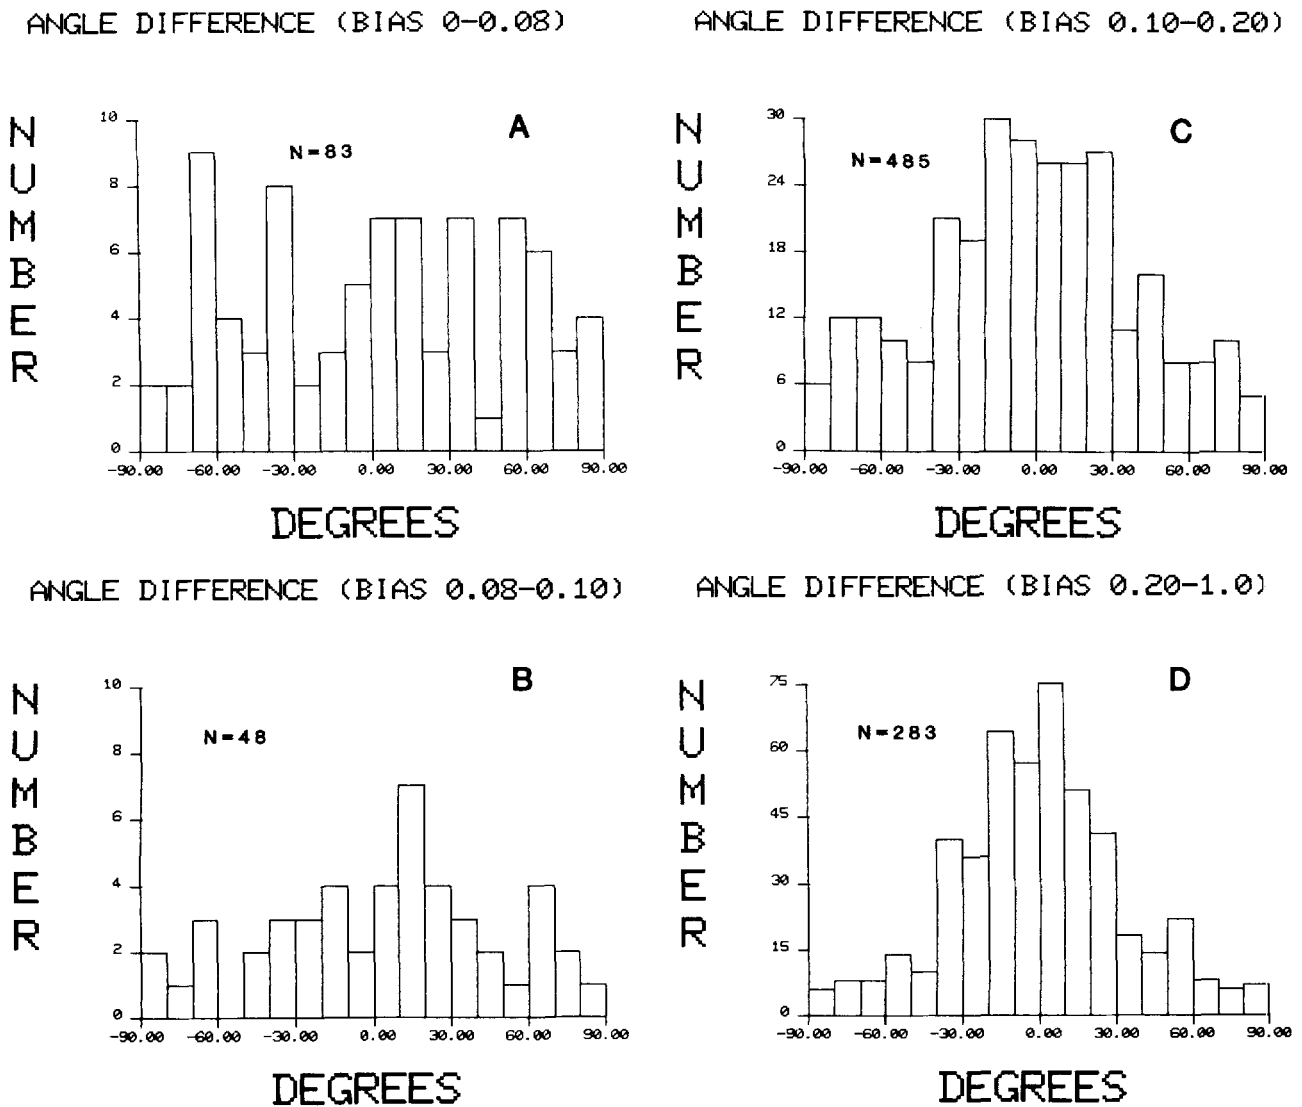 ANGLE DIFFERENCE (BIAS 0-0.08)
A
N=83
NUMBER
10
8
6
4
2
0
-90.00 -60.00 -30.00 0.00 30.00 60.00 90.00
DEGREES
ANGLE DIFFERENCE (BIAS 0.10-0.20)
C
N=485
NUMBER
30
24
18
12
6
0
-90.00 -60.00 -30.00 0.00 30.00 60.00 90.00
DEGREES
ANGLE DIFFERENCE (BIAS 0.08-0.10)
B
N=48
NUMBER
10
8
6
4
2
0
-90.00 -60.00 -30.00 0.00 30.00 60.00 90.00
DEGREES
ANGLE DIFFERENCE (BIAS 0.20-1.0)
D
N=283
NUMBER
75
60
45
30
15
0
-90.00 -60.00 -30.00 0.00 30.00 60.00 90.00
DEGREES